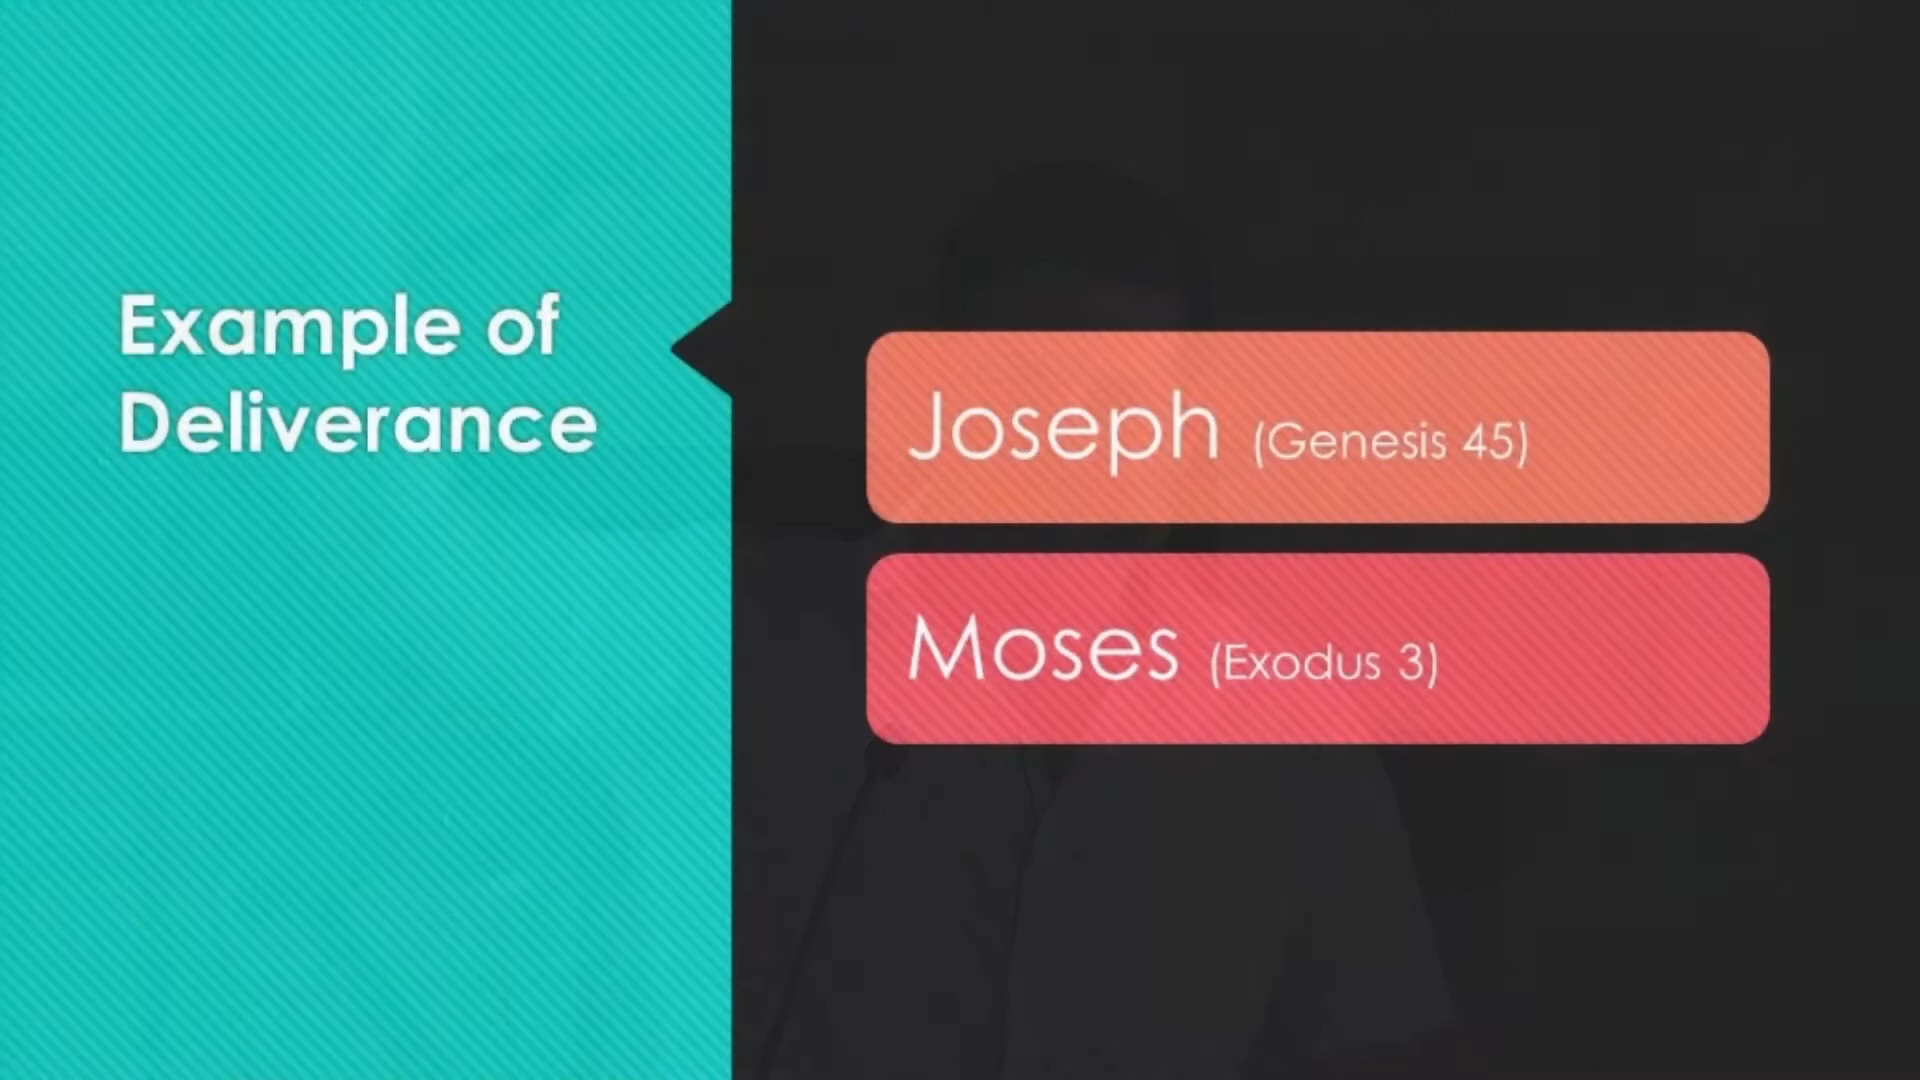 Example of
Deliverance
Joseph (Genesis 45)
Moses (Exodus 3)